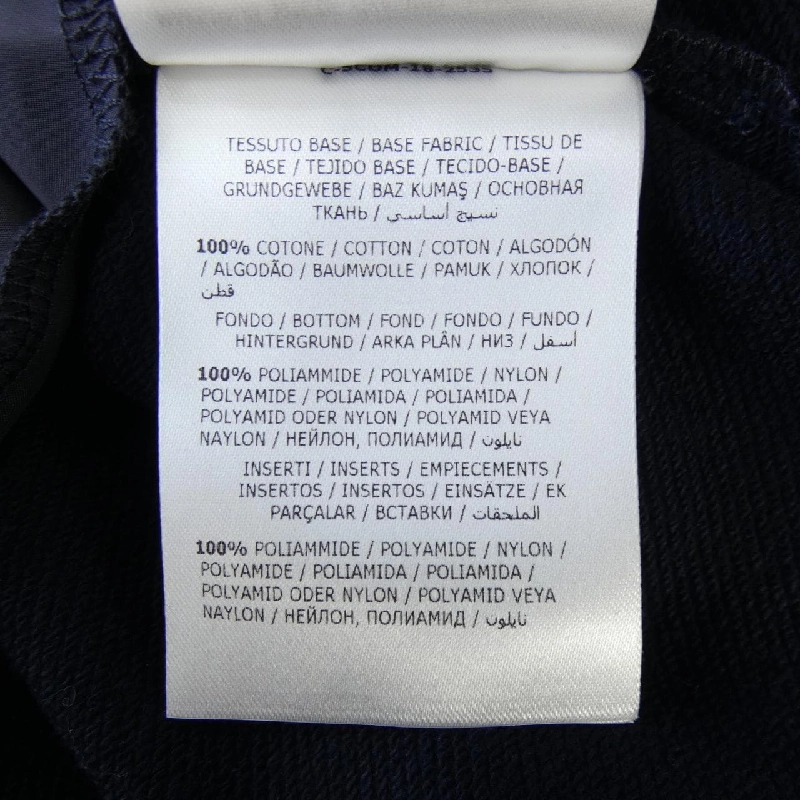 TESSUTO BASE / BASE FABRIC / TISSU DE
BASE / TEJIDO BASE / TECIDO-BASE /
GRUNDGEWEBE / BAZ KUMAŞ / ОСНОВНАЯ
ТКАНЬ / نسيج أساسي
100% COTONE / COTTON / COTON / ALGODÓN
/ ALGODÃO / BAUMWOLLE / PAMUK / ХЛОПОК /
قطن
FONDO / BOTTOM / FOND / FONDO / FUNDO /
HINTERGRUND / ARKA PLÂN / НИЗ / أسفل
100% POLIAMMIDE / POLYAMIDE / NYLON /
POLYAMIDE / POLIAMIDA / POLIAMIDA /
POLYAMID ODER NYLON / POLYAMID VEYA
NAYLON / НЕЙЛОН, ПОЛИАМИД / نايلون
INSERTI / INSERTS / EMPIECEMENTS /
INSERTOS / INSERTOS / EINSÄTZE / EK
PARÇALAR / ВСТАВКИ / الملحقات
100% POLIAMMIDE / POLYAMIDE / NYLON /
POLYAMIDE / POLIAMIDA / POLIAMIDA /
POLYAMID ODER NYLON / POLYAMID VEYA
NAYLON / НЕЙЛОН, ПОЛИАМИД / نايلون